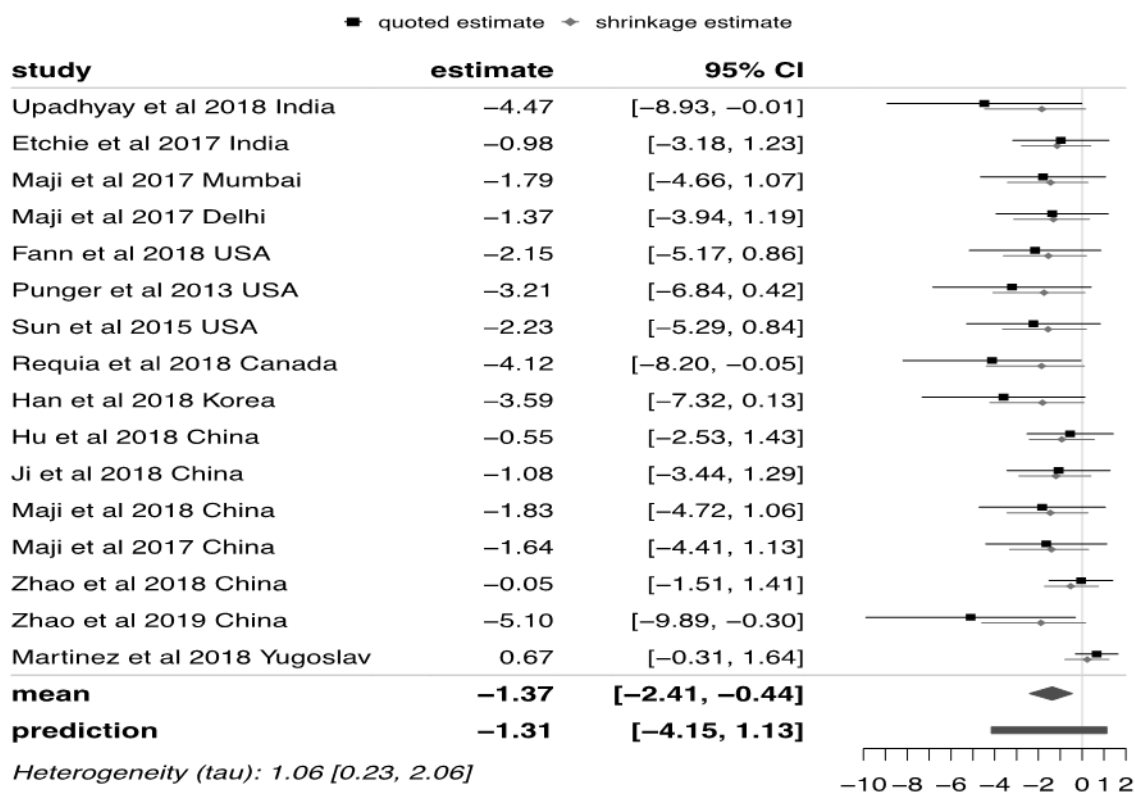 quoted estimate shrinkage estimate
study estimate 95% CI
Upadhyay et al 2018 India −4.47 [−8.93, −0.01]
Etchie et al 2017 India −0.98 [−3.18, 1.23]
Maji et al 2017 Mumbai −1.79 [−4.66, 1.07]
Maji et al 2017 Delhi −1.37 [−3.94, 1.19]
Fann et al 2018 USA −2.15 [−5.17, 0.86]
Punger et al 2013 USA −3.21 [−6.84, 0.42]
Sun et al 2015 USA −2.23 [−5.29, 0.84]
Requia et al 2018 Canada −4.12 [−8.20, −0.05]
Han et al 2018 Korea −3.59 [−7.32, 0.13]
Hu et al 2018 China −0.55 [−2.53, 1.43]
Ji et al 2018 China −1.08 [−3.44, 1.29]
Maji et al 2018 China −1.83 [−4.72, 1.06]
Maji et al 2017 China −1.64 [−4.41, 1.13]
Zhao et al 2018 China −0.05 [−1.51, 1.41]
Zhao et al 2019 China −5.10 [−9.89, −0.30]
Martinez et al 2018 Yugoslav 0.67 [−0.31, 1.64]
mean −1.37 [−2.41, −0.44]
prediction −1.31 [−4.15, 1.13]
Heterogeneity (tau): 1.06 [0.23, 2.06]
−10 −8 −6 −4 −2 0 1 2